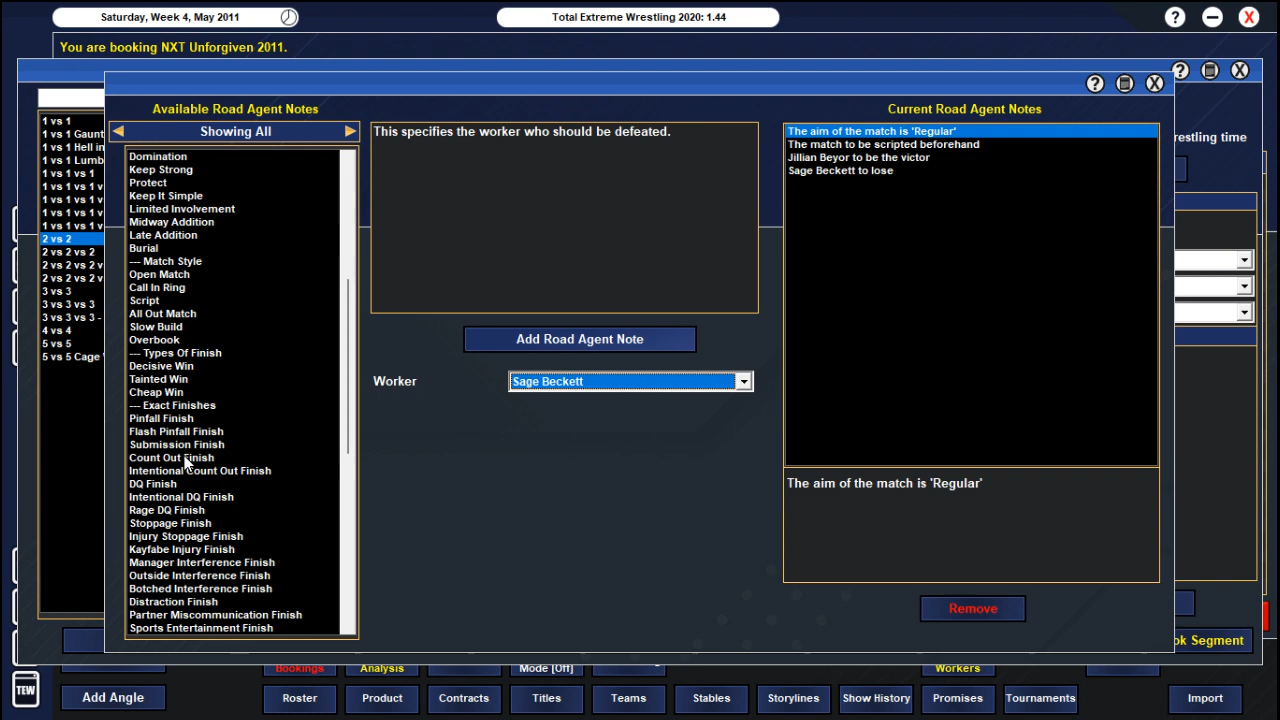 Saturday, Week 4, May 2011
Total Extreme Wrestling 2020: 1.44
? X
You are booking NXT Unforgiven 2011.
? X
? X
Available Road Agent Notes
Current Road Agent Notes
Showing All
This specifies the worker who should be defeated.
The aim of the match is 'Regular'
The match to be scripted beforehand
Jillian Beyor to be the victor
Sage Beckett to lose
restling time
1 vs 1
1 vs 1 Gaunt
1 vs 1 Hell in
1 vs 1 Lumb
1 vs 1 vs 1
1 vs 1 vs 1 v
1 vs 1 vs 1 v
1 vs 1 vs 1 v
1 vs 1 vs 1 v
2 vs 2
2 vs 2 vs 2
2 vs 2 vs 2 v
2 vs 2 vs 2 v
3 vs 3
3 vs 3 vs 3
3 vs 3 vs 3 -
4 vs 4
5 vs 5
5 vs 5 Cage
Domination
Keep Strong
Protect
Keep It Simple
Limited Involvement
Midway Addition
Late Addition
Burial
--- Match Style
Open Match
Call In Ring
Script
All Out Match
Slow Build
Overbook
--- Types Of Finish
Decisive Win
Tainted Win
Cheap Win
--- Exact Finishes
Pinfall Finish
Flash Pinfall Finish
Submission Finish
Count Out Finish
Intentional Count Out Finish
DQ Finish
Intentional DQ Finish
Rage DQ Finish
Stoppage Finish
Injury Stoppage Finish
Kayfabe Injury Finish
Manager Interference Finish
Outside Interference Finish
Botched Interference Finish
Distraction Finish
Partner Miscommunication Finish
Sports Entertainment Finish
Add Road Agent Note
Worker
Sage Beckett
The aim of the match is 'Regular'
Remove
ok Segment
Bookings
Analysis
Mode [Off]
Workers
TEW
Add Angle
Roster
Product
Contracts
Titles
Teams
Stables
Storylines
Show History
Promises
Tournaments
Import